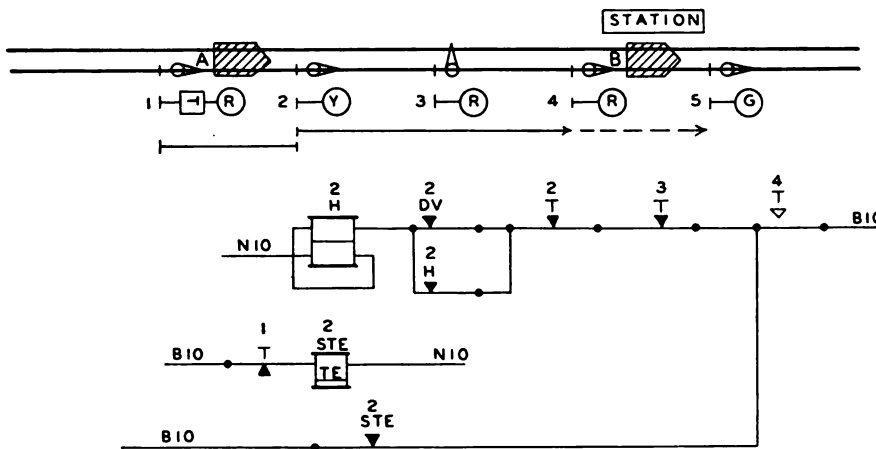 STATION
A B
1 T R 2 Y 3 R 4 R 5 G
2 2 2 3 4
H DV T T T
B10
N10
2
H
1 2
T STE
B10 TE N10
2
STE
B10